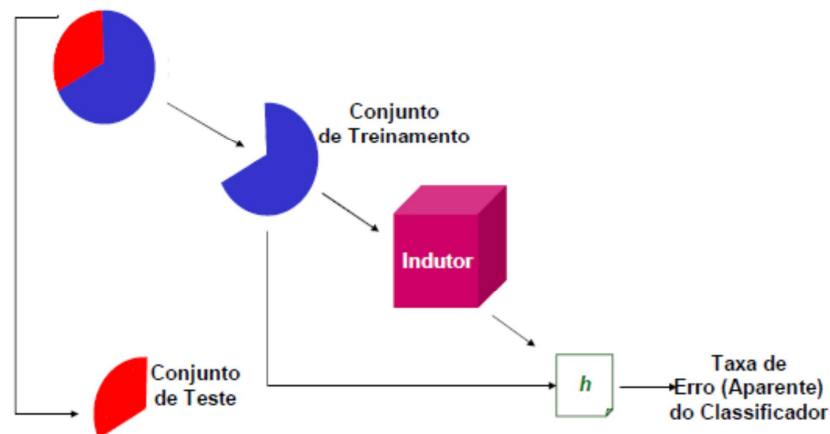 Conjunto
de Treinamento
Indutor
Conjunto
de Teste
h
Taxa de
Erro (Aparente)
do Classificador